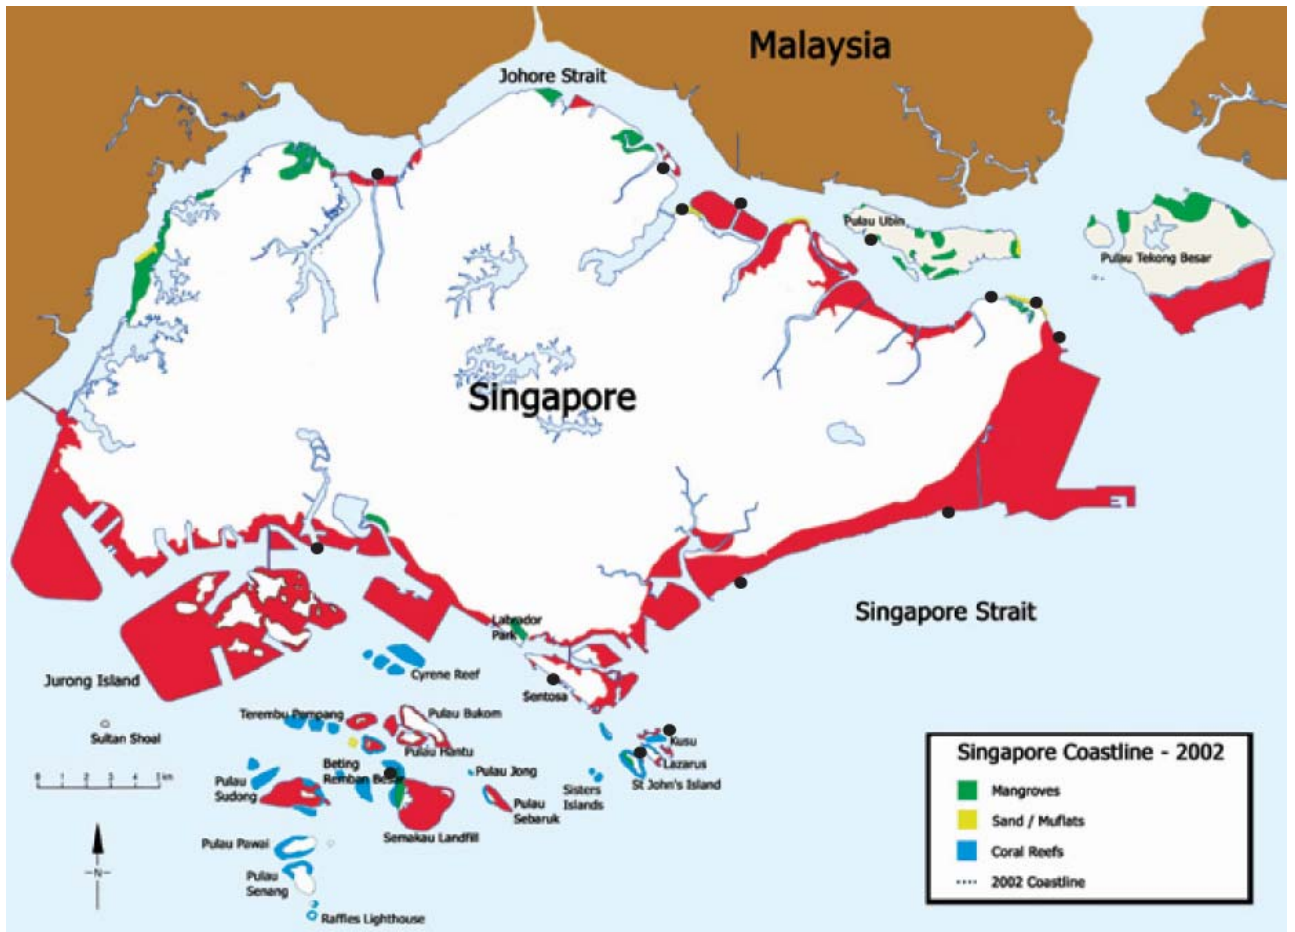 Malaysia
Johore Strait
Pulau Ubin
Pulau Tekong Besar
Singapore
Singapore Strait
Labrador
Park
Jurong Island
Cyrene Reef
Sentosa
Sultan Shoal
Terembu Pempang
Pulau Bukom
Pulau Hantu
Kusu
Lazarus
St John's Island
Beting
Remban Besar
Pulau
Sudong
Pulau Jong
Sisters
Islands
Pulau
Sebaruk
Semakau Landfill
Pulau Pawai
Pulau
Senang
Raffles Lighthouse
0 1 2 3 4 5km
N
Singapore Coastline - 2002
Mangroves
Sand / Muflats
Coral Reefs
2002 Coastline